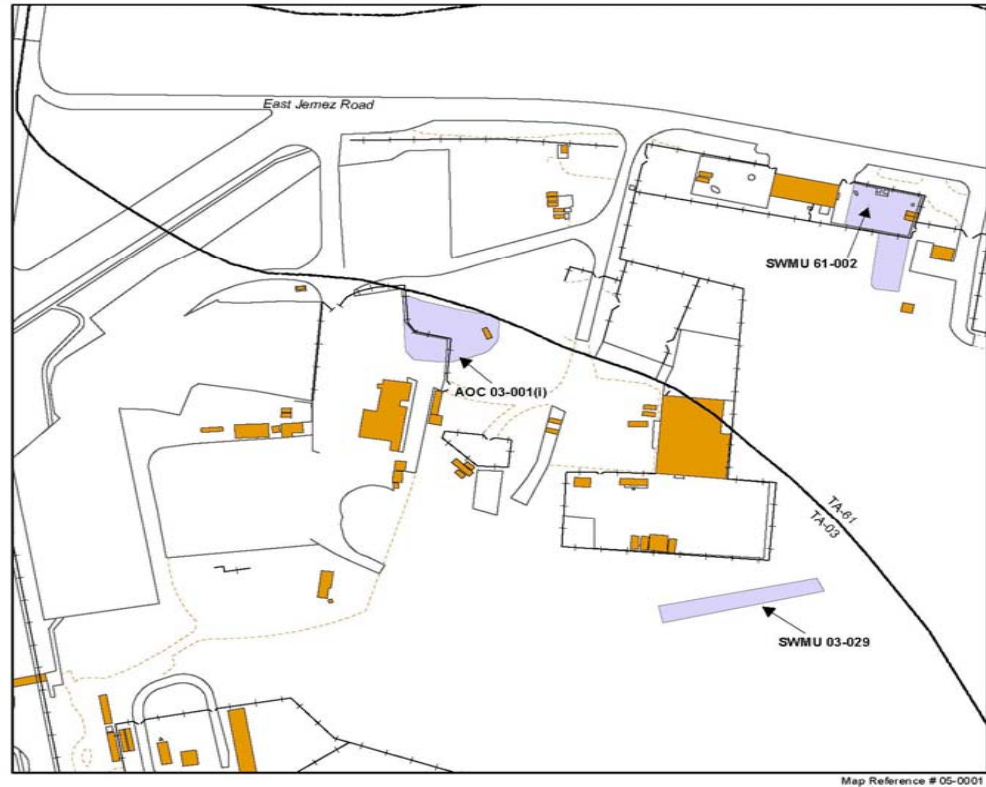 East Jemez Road
SWMU 61-002
AOC 03-001(i)
TA-61
TA-03
SWMU 03-029
Map Reference # 05-0001